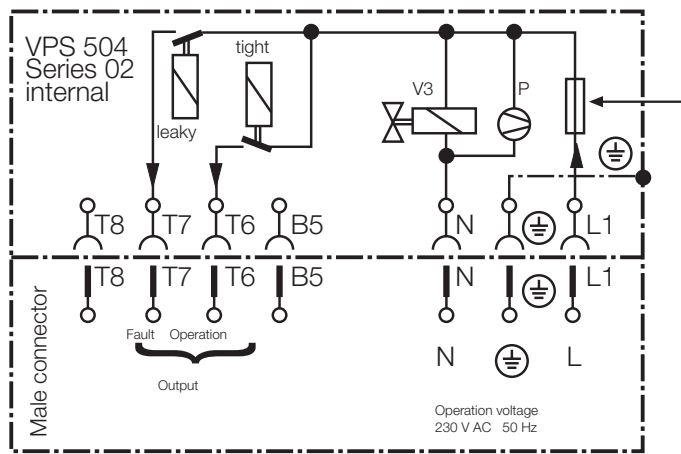 VPS 504
Series 02
internal
tight
leaky
V3
P
T8 T7 T6 B5 N L1
T8 T7 T6 B5 N L1
Male connector
Fault Operation
Output
N L
Operation voltage
230 V AC 50 Hz